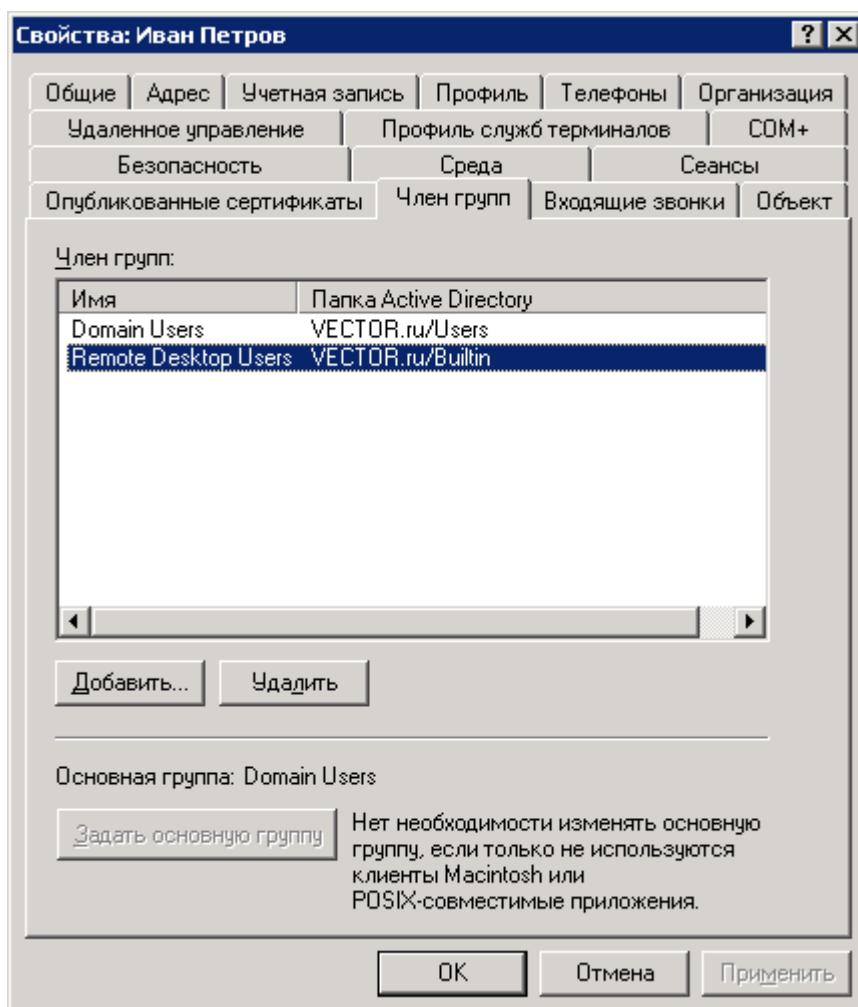 Свойства: Иван Петров
Общие Адрес Учетная запись Профиль Телефоны Организация
Удаленное управление Профиль служб терминалов COM+
Безопасность Среда Сеансы
Опубликованные сертификаты Член групп Входящие звонки Объект
Член групп:
Имя Папка Active Directory
Domain Users VECTOR.ru/Users
Remote Desktop Users VECTOR.ru/Builtin
Добавить... Удалить
Основная группа: Domain Users
Задать основную группу
Нет необходимости изменять основную
группу, если только не используются
клиенты Macintosh или
POSIX-совместимые приложения.
OK Отмена Применить